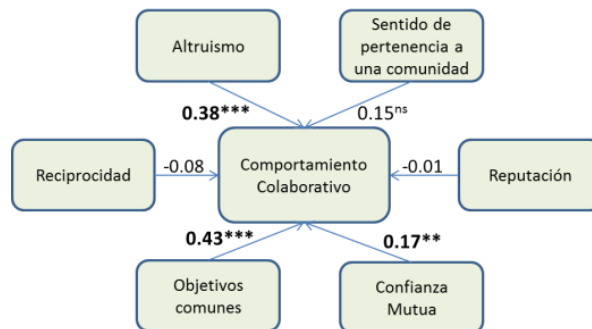 Altruismo
Sentido de
pertenencia a
una comunidad
0.38***
0.15ns
Reciprocidad
-0.08
Comportamiento
Colaborativo
-0.01
Reputación
0.43***
0.17**
Objetivos
comunes
Confianza
Mutua